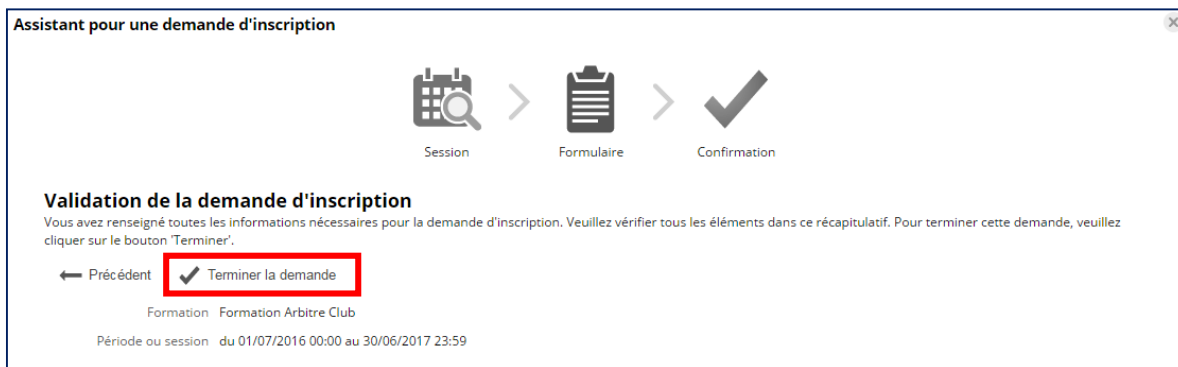 Assistant pour une demande d'inscription
Session
Formulaire
Confirmation
Validation de la demande d'inscription
Vous avez renseigné toutes les informations nécessaires pour la demande d'inscription. Veuillez vérifier tous les éléments dans ce récapitulatif. Pour terminer cette demande, veuillez
cliquer sur le bouton 'Terminer'.
Précédent
Terminer la demande
Formation Formation Arbitre Club
Période ou session du 01/07/2016 00:00 au 30/06/2017 23:59